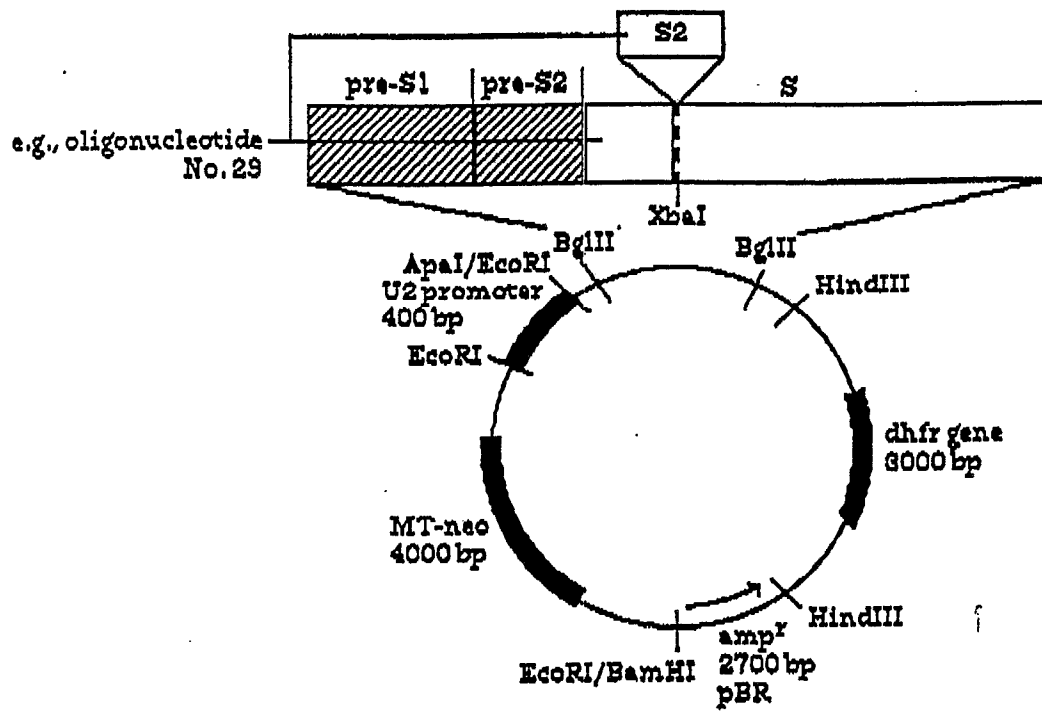 S2
pre-S1
pre-S2
S
e.g., oligonucleotide
No. 29
XbaI
BglII
BglII
ApaI/EcoRI
U2 promoter
400 bp
HindIII
EcoRI
dhfr gene
3000 bp
MT-neo
4000 bp
HindIII
EcoRI/BamHI
ampr
2700 bp
pBR